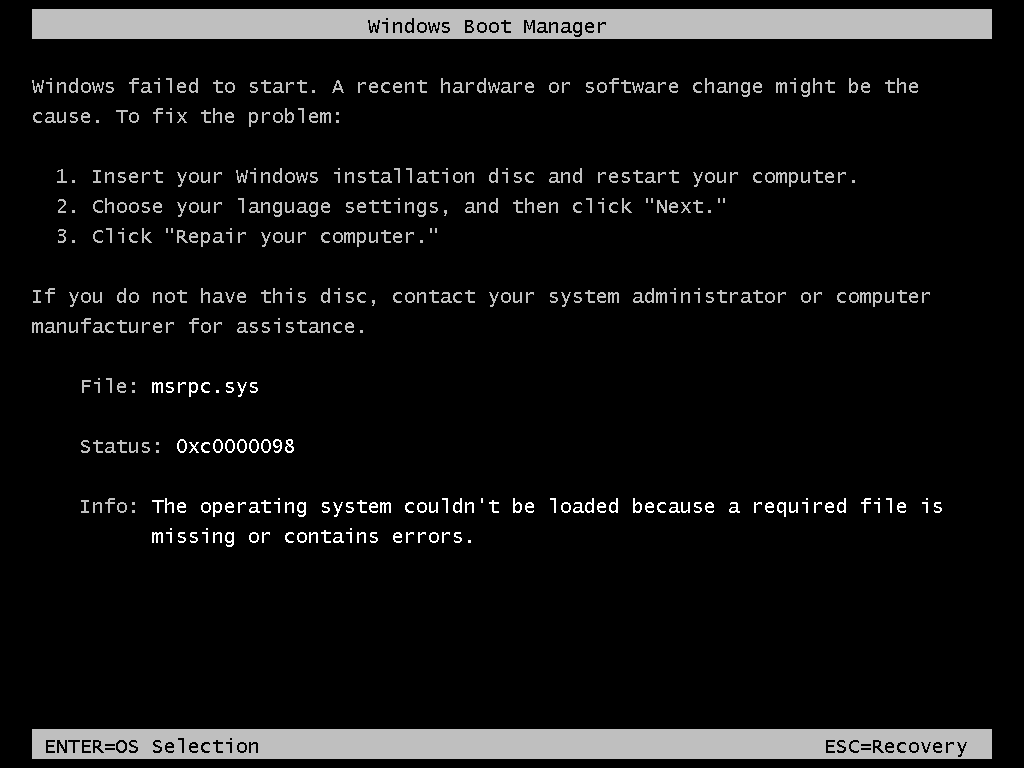 Windows Boot Manager
Windows failed to start. A recent hardware or software change might be the
cause. To fix the problem:
1. Insert your Windows installation disc and restart your computer.
2. Choose your language settings, and then click "Next."
3. Click "Repair your computer."
If you do not have this disc, contact your system administrator or computer
manufacturer for assistance.
File: msrpc.sys
Status: 0xc0000098
Info: The operating system couldn't be loaded because a required file is
missing or contains errors.
ENTER=OS Selection ESC=Recovery